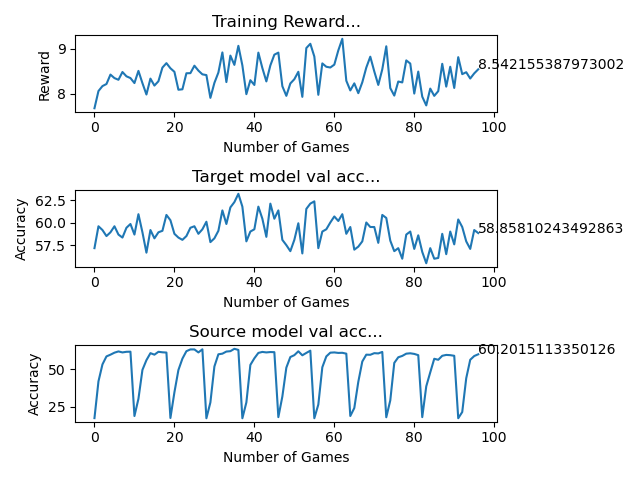 Training Reward...
9
8
Reward
8.542155387973002
0 20 40 60 80 100
Number of Games
Target model val acc...
62.5
60.0
57.5
Accuracy
58.85810243492863
0 20 40 60 80 100
Number of Games
Source model val acc...
50
25
Accuracy
60.2015113350126
0 20 40 60 80 100
Number of Games